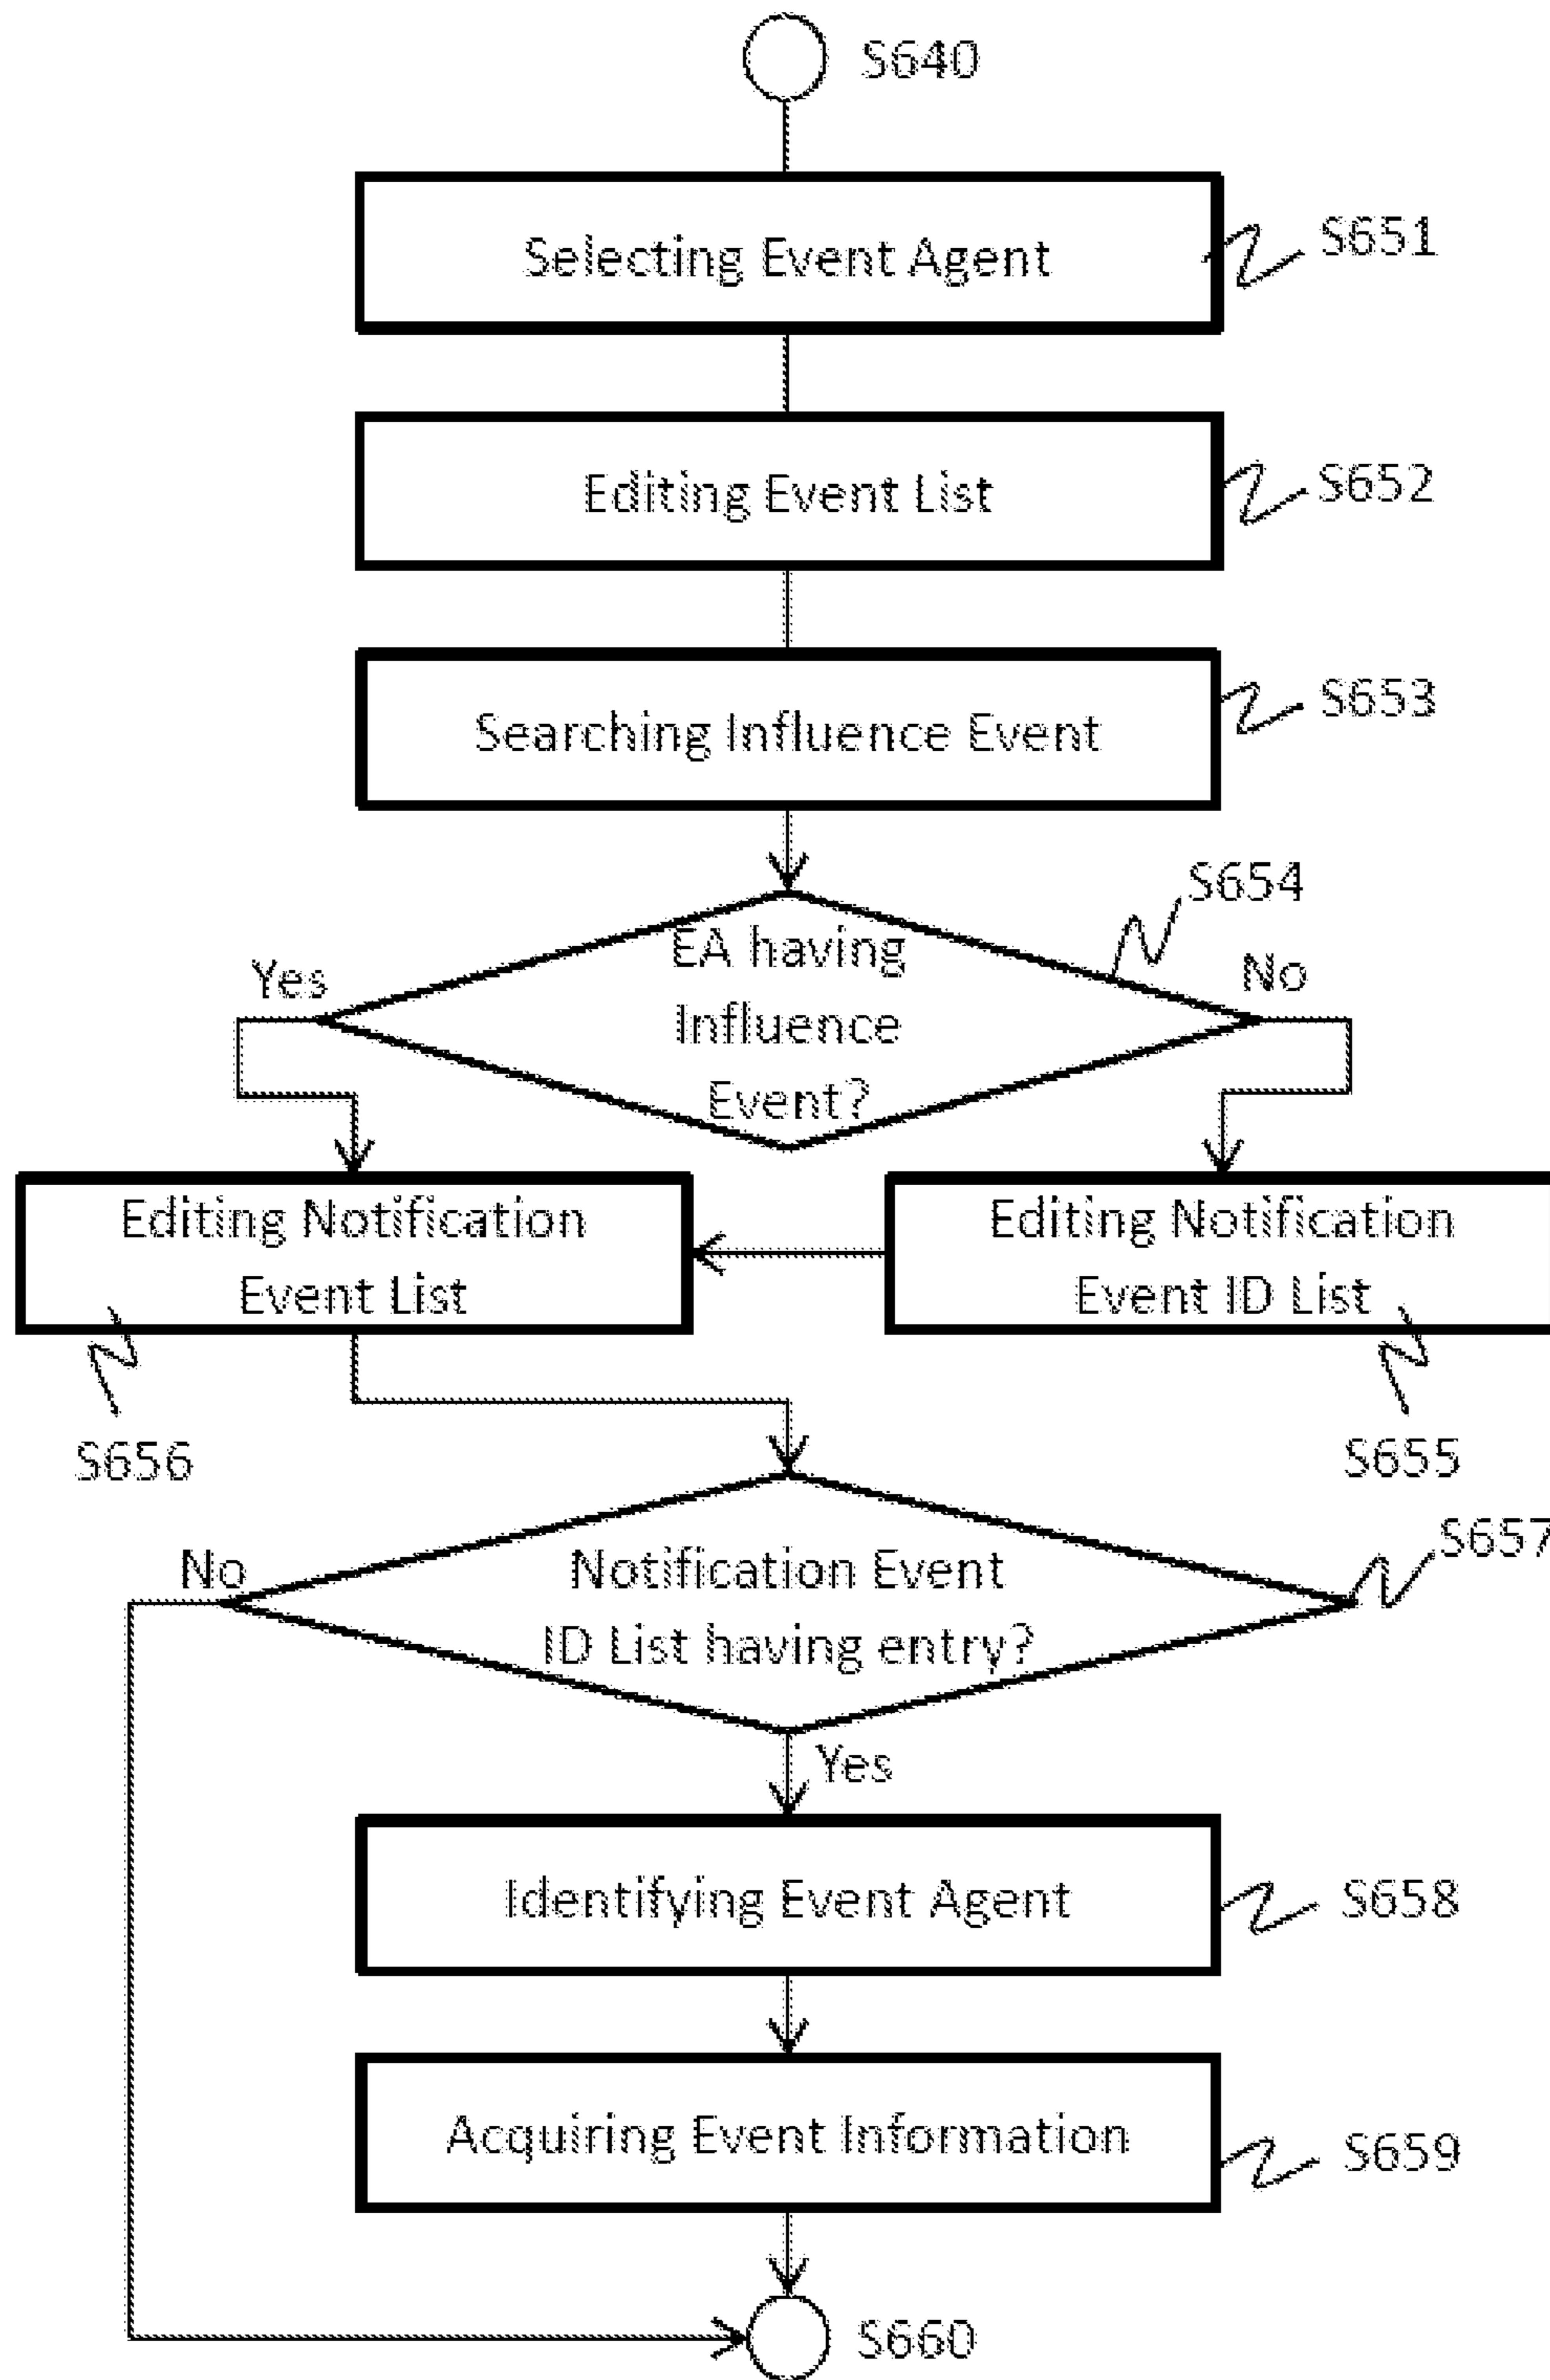 S640
Selecting Event Agent
S651
Editing Event List
S652
Searching Influence Event
S653
S654
EA having
Influence
Event?
Yes
No
Editing Notification
Event List
Editing Notification
Event ID List
S656
S655
S657
Notification Event
ID List having entry?
No
Yes
Identifying Event Agent
S658
Acquiring Event Information
S659
S660